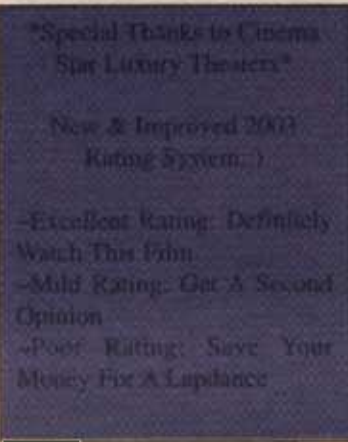 *Special Thanks to Cinema
Star Luxury Theaters*
New & Improved 2003
Rating System: )
~Excellent Rating: Definitely
Watch This Film
~Mild Rating: Get A Second
Opinion
~Poor Rating: Save Your
Money For A Lapdance